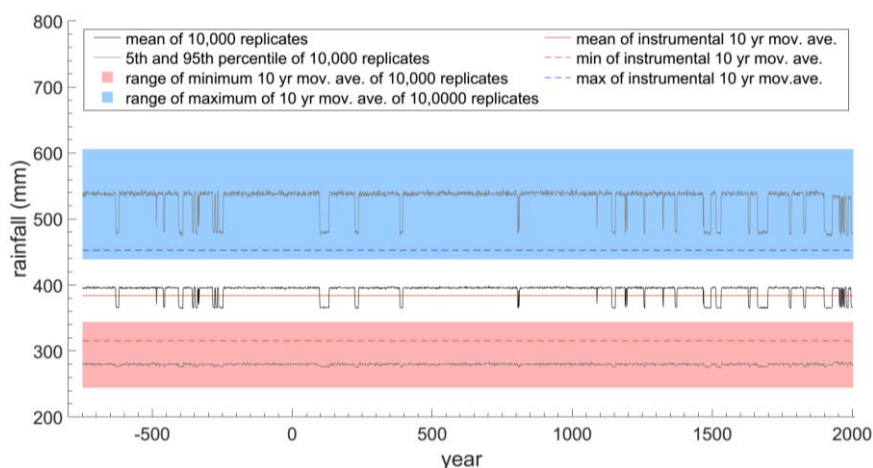 800
mean of 10,000 replicates
mean of instrumental 10 yr mov. ave.
5th and 95th percentile of 10,000 replicates
min of instrumental 10 yr mov. ave.
range of minimum 10 yr mov. ave. of 10,000 replicates
max of instrumental 10 yr mov.ave.
range of maximum of 10 yr mov. ave. of 10,0000 replicates
700
600
500
400
300
200
rainfall (mm)
-500
0
500
1000
1500
2000
year